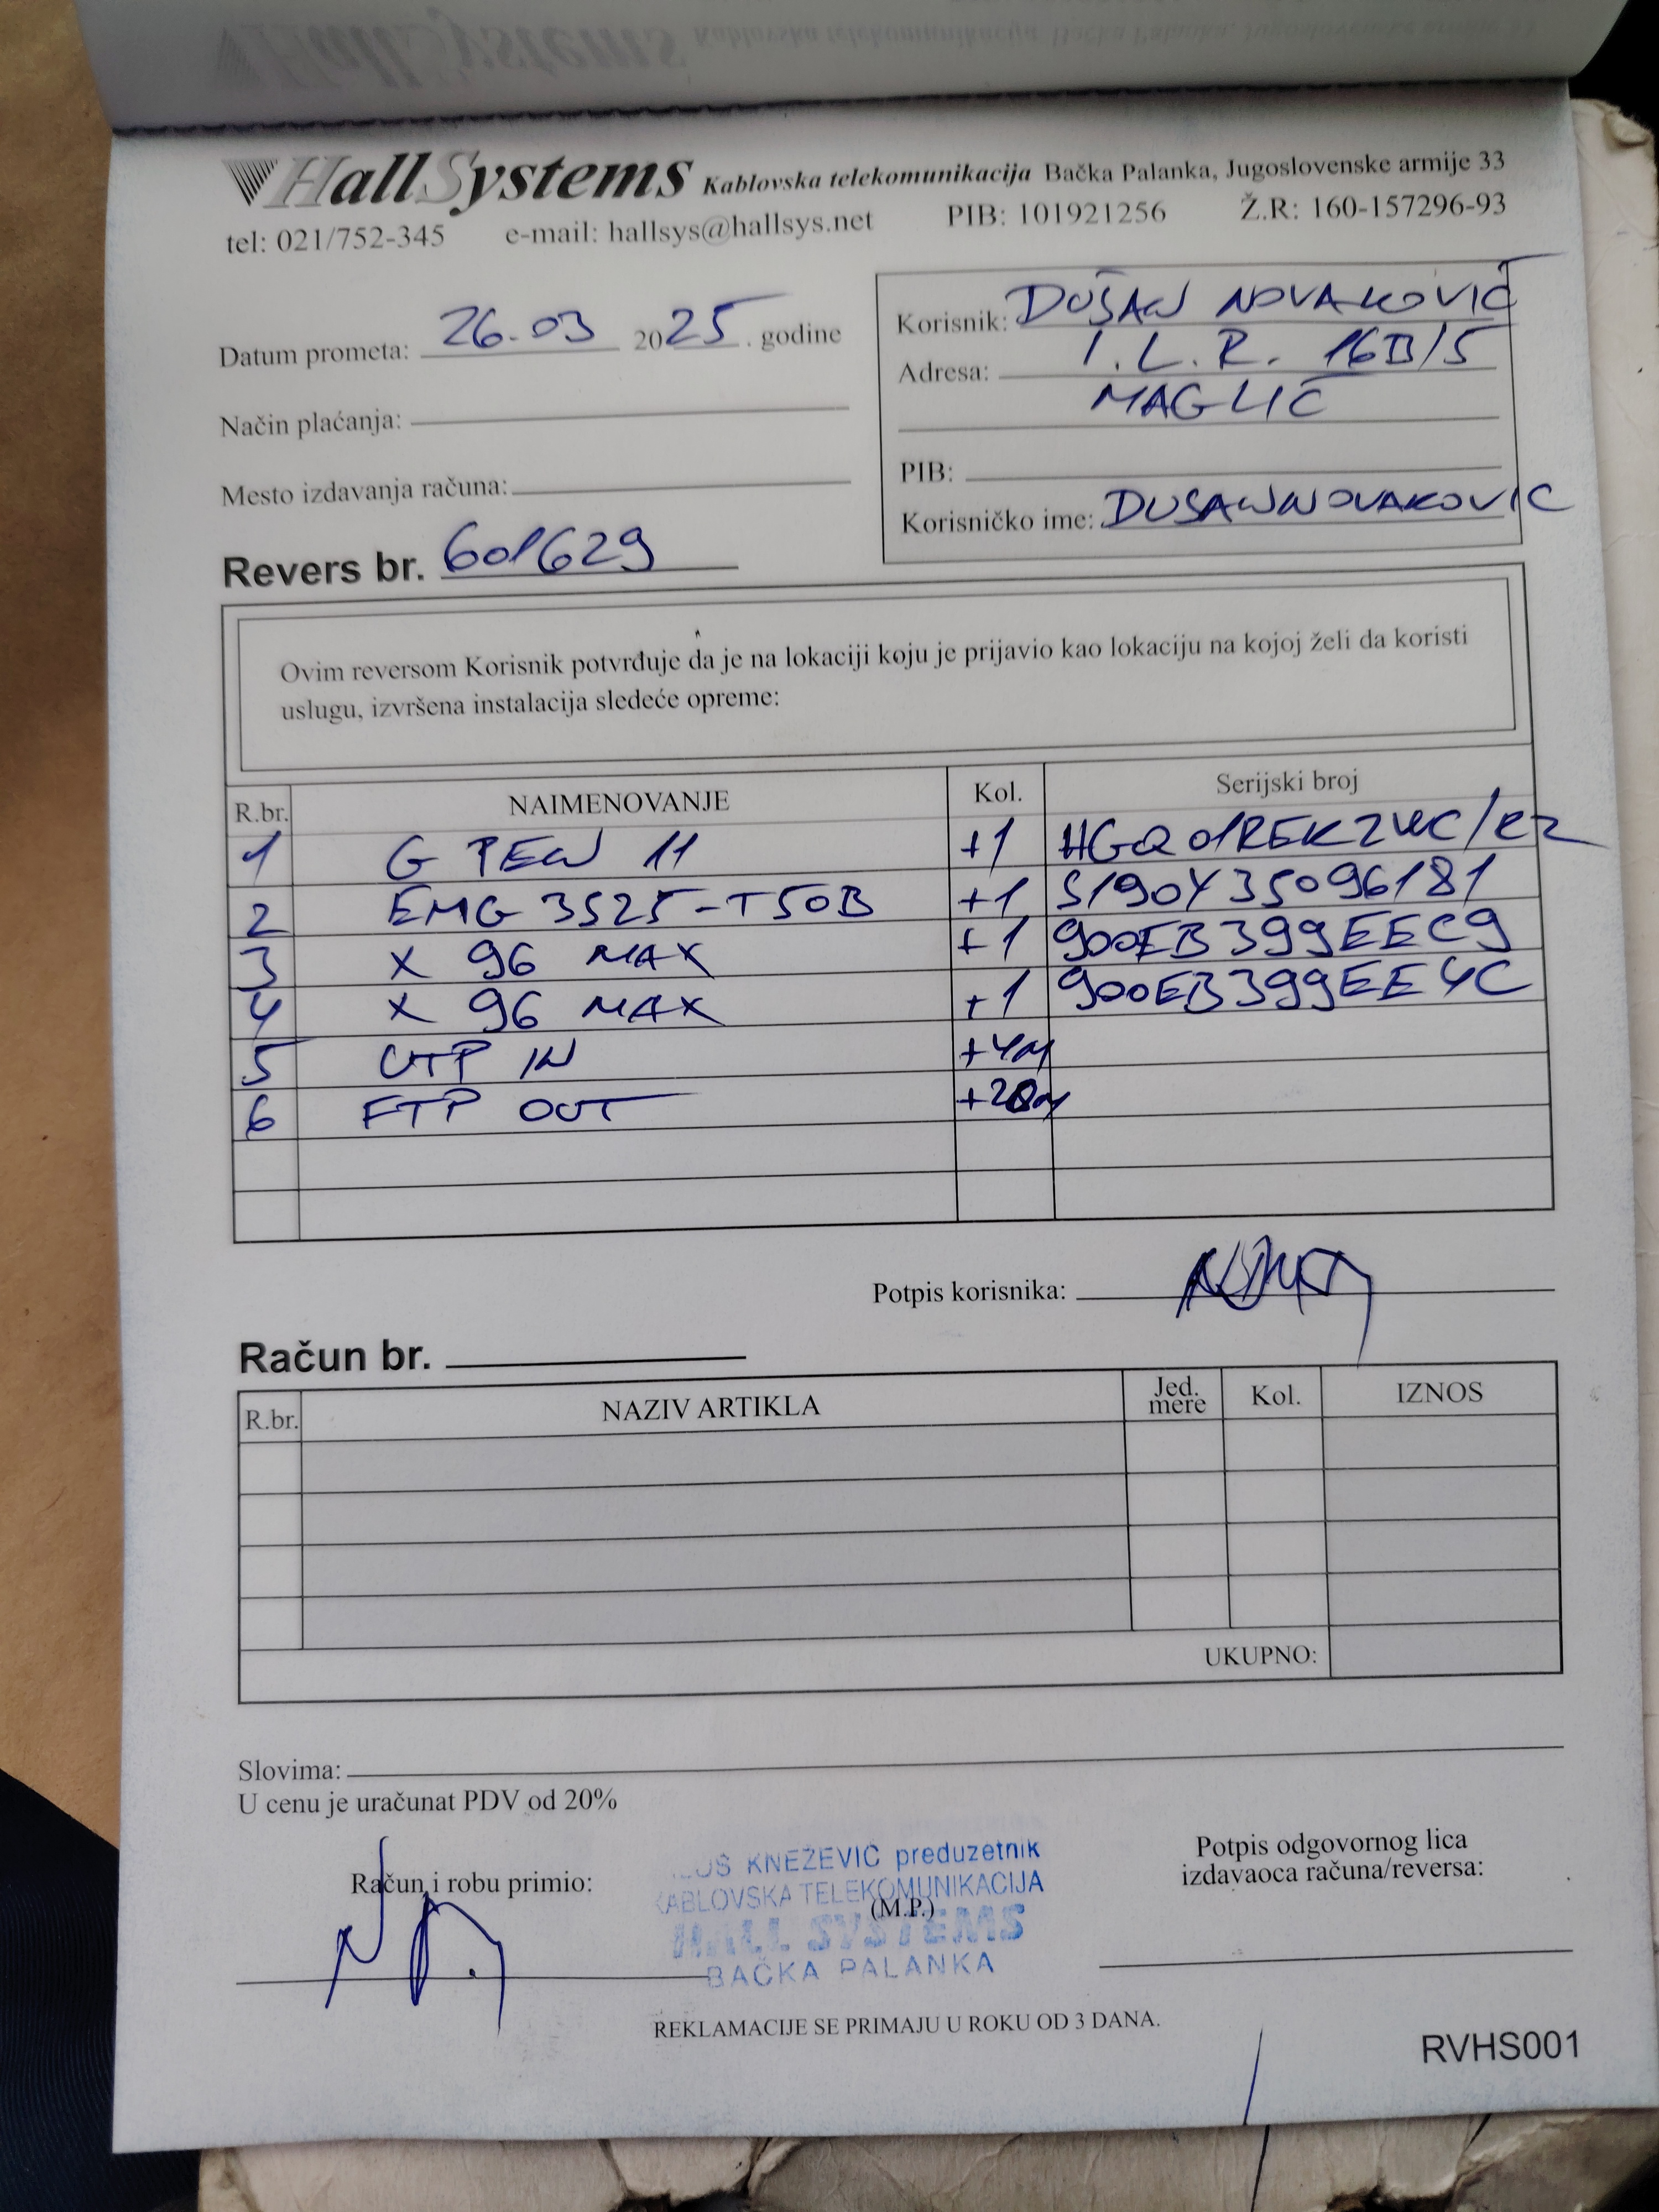 HallSystems Kablovska telekomunikacija Bačka Palanka, Jugoslovenske armije 33
tel: 021/752-345 e-mail: hallsys@hallsys.net PIB: 101921256 Ž.R: 160-157296-93
Datum prometa: 26.03 2025. godine
Način plaćanja:
Mesto izdavanja računa:
Revers br. 601629
Korisnik: DUŠAN NOVAKOVIĆ
Adresa: I.L.R. 16B/5
MAGLIĆ
PIB:
Korisničko ime: DUSANNOVAKOVIC
Ovim reversom Korisnik potvrđuje da je na lokaciji koju je prijavio kao lokaciju na kojoj želi da koristi
uslugu, izvršena instalacija sledeće opreme:
R.br. NAIMENOVANJE Kol. Serijski broj
1 G PEN 11 +1
2 EMG 3525-T50B +1 S190Y35096181
3 X 96 MAX +1 900EB399EEC9
4 X 96 MAX +1 900EB399EE4C
5 UTP IN +4m
6 FTP OUT
Potpis korisnika:
Račun br.
R.br. NAZIV ARTIKLA Jed. mere Kol. IZNOS
UKUPNO:
Slovima:
U cenu je uračunat PDV od 20%
Račun i robu primio:
KNEŽEVIĆ preduzetnik
KABLOVSKA TELEKOMUNIKACIJA
(M.P.)
HALL SYSTEMS
BAČKA PALANKA
Potpis odgovornog lica
izdavaoca računa/reversa:
REKLAMACIJE SE PRIMAJU U ROKU OD 3 DANA.
RVHS001